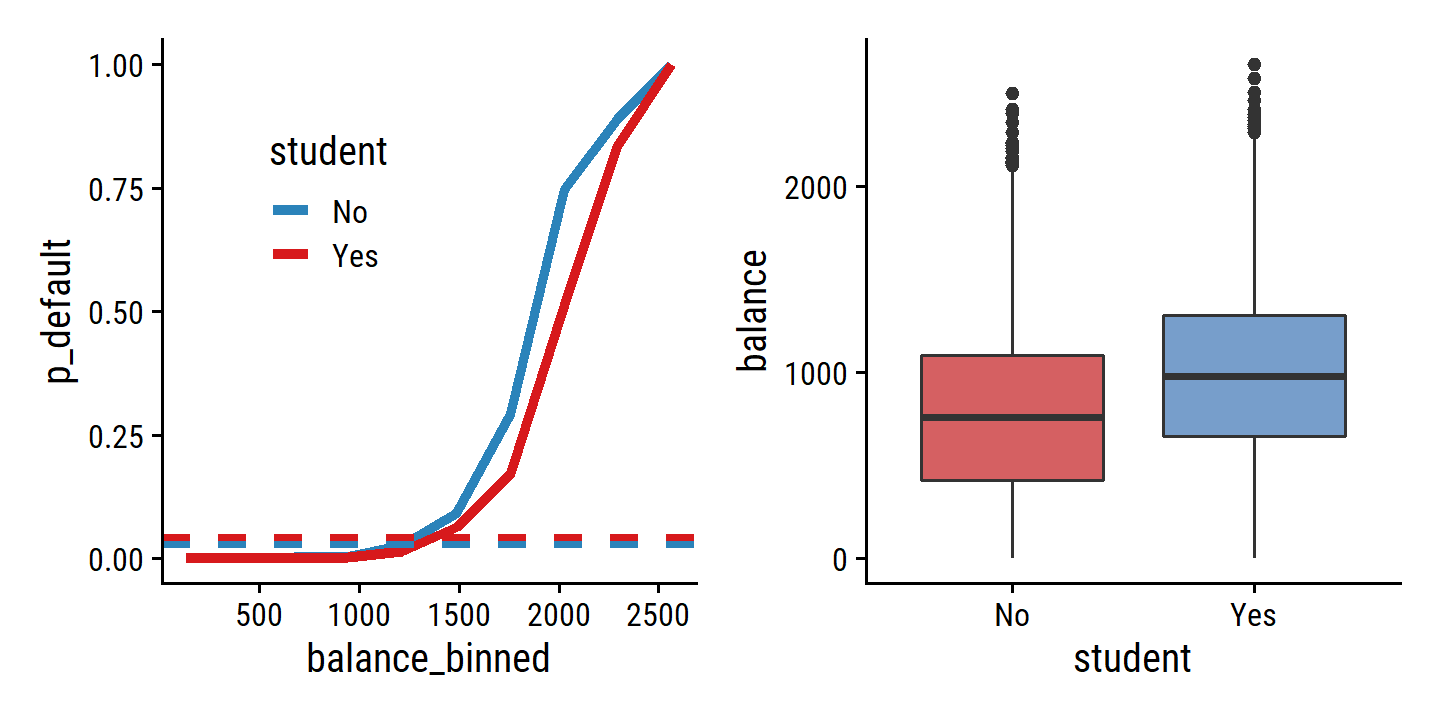 p_default
1.00
0.75
0.50
0.25
0.00
student
No
Yes
500 1000 1500 2000 2500
balance_binned
balance
2000
1000
0
No Yes
student